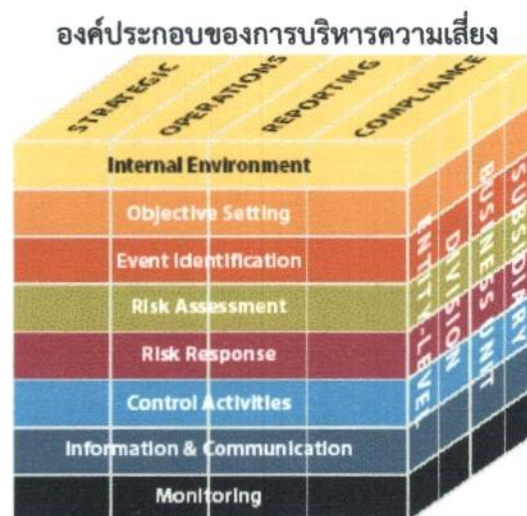 องค์ประกอบของการบริหารความเสี่ยง
STRATEGIC
OPERATIONS
REPORTING
COMPLIANCE
Internal Environment
Objective Setting
Event Identification
Risk Assessment
Risk Response
Control Activities
Information & Communication
Monitoring
ENTITY-LEVEL
DIVISION
BUSINESS UNIT
SUBSIDIARY